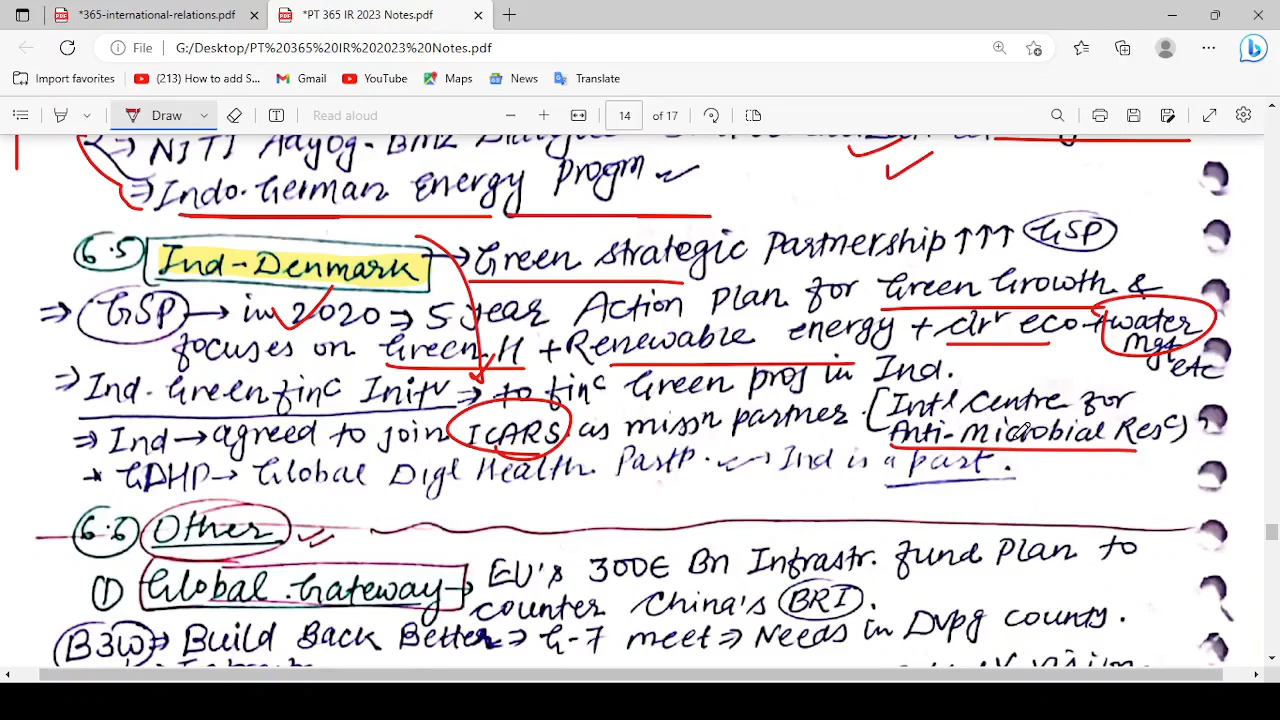 *365-international-relations.pdf
*PT 365 IR 2023 Notes.pdf
File G:/Desktop/PT%20365%20IR%202023%20Notes.pdf
Import favorites (213) How to add S... Gmail YouTube Maps News Translate
Draw Read aloud 14 of 17
NITI Aayog-BMZ
⇒ Indo-German Energy Progm
6.5 Ind-Denmark → Green Strategic Partnership ↑↑↑ GSP
⇒ GSP → in 2020 ⇒ 5 year Action Plan for Green Growth &
focuses on Green H + Renewable energy + clr eco + water Mgt etc
⇒ Ind-Green finc Initv ⇒ to finc Green proj in Ind.
⇒ Ind → agreed to join ICARS as missn partner. [Intl Centre for
Anti-Microbial Resc)
* GDHP → Global Digl Health Partp. Ind is a part.
6.6 Other
① Global Gateway → EU's 300€ Bn Infrastr. fund Plan to
counter China's BRI.
B3W ⇒ Build Back Better ⇒ G-7 meet ⇒ Needs in Dvpg county.
vision